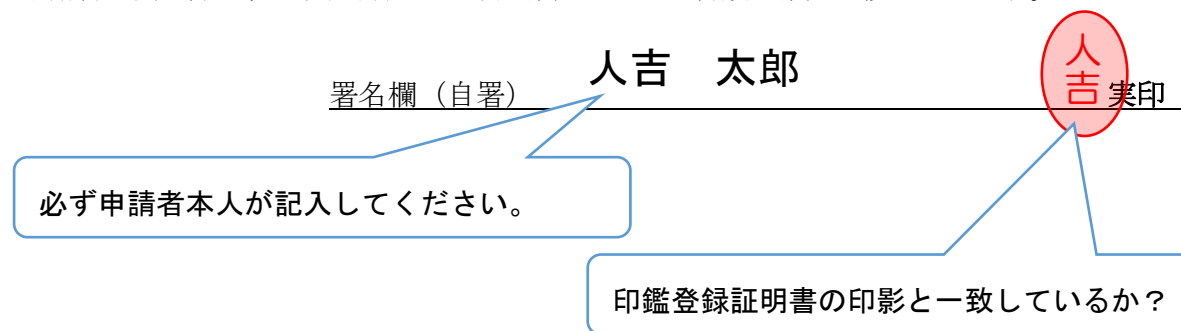 署名欄（自署） 人吉　太郎 人吉 実印
必ず申請者本人が記入してください。
印鑑登録証明書の印影と一致しているか？